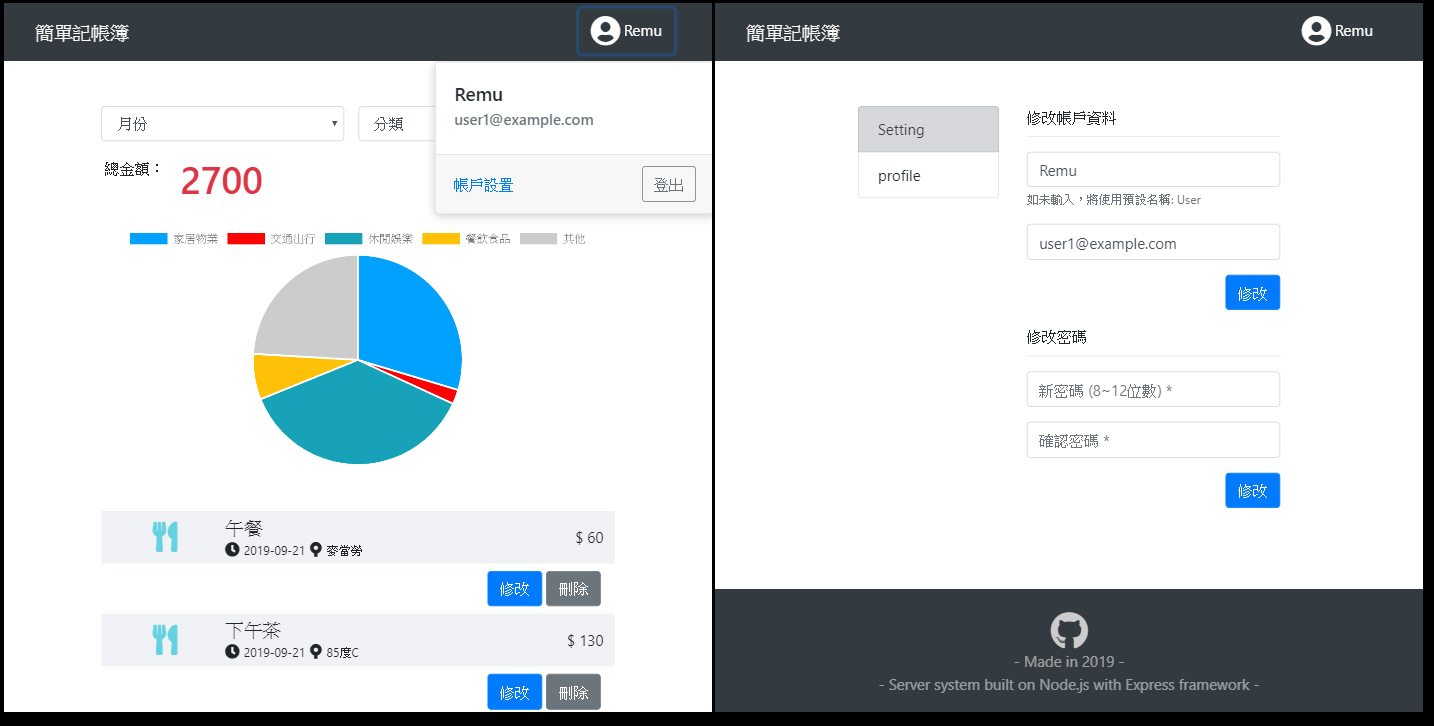 簡單記帳簿
Remu
Remu
user1@example.com
帳戶設置
登出
月份
分類
總金額：
2700
家居物業
交通出行
休閒娛樂
餐飲食品
其他
午餐
2019-09-21 麥當勞
$ 60
修改
刪除
下午茶
2019-09-21 85度C
$ 130
修改
刪除
簡單記帳簿
Remu
Setting
profile
修改帳戶資料
Remu
如未輸入，將使用預設名稱: User
user1@example.com
修改
修改密碼
新密碼 (8~12位數) *
確認密碼 *
修改
- Made in 2019 -
- Server system built on Node.js with Express framework -